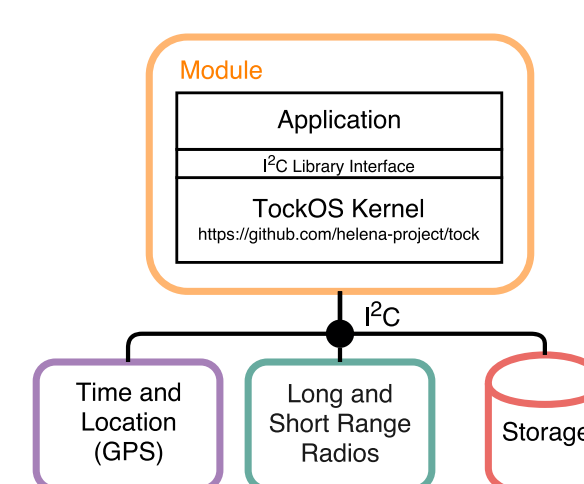 Module
Application
I²C Library Interface
TockOS Kernel
https://github.com/helena-project/tock
I²C
Time and
Location
(GPS)
Long and
Short Range
Radios
Storage